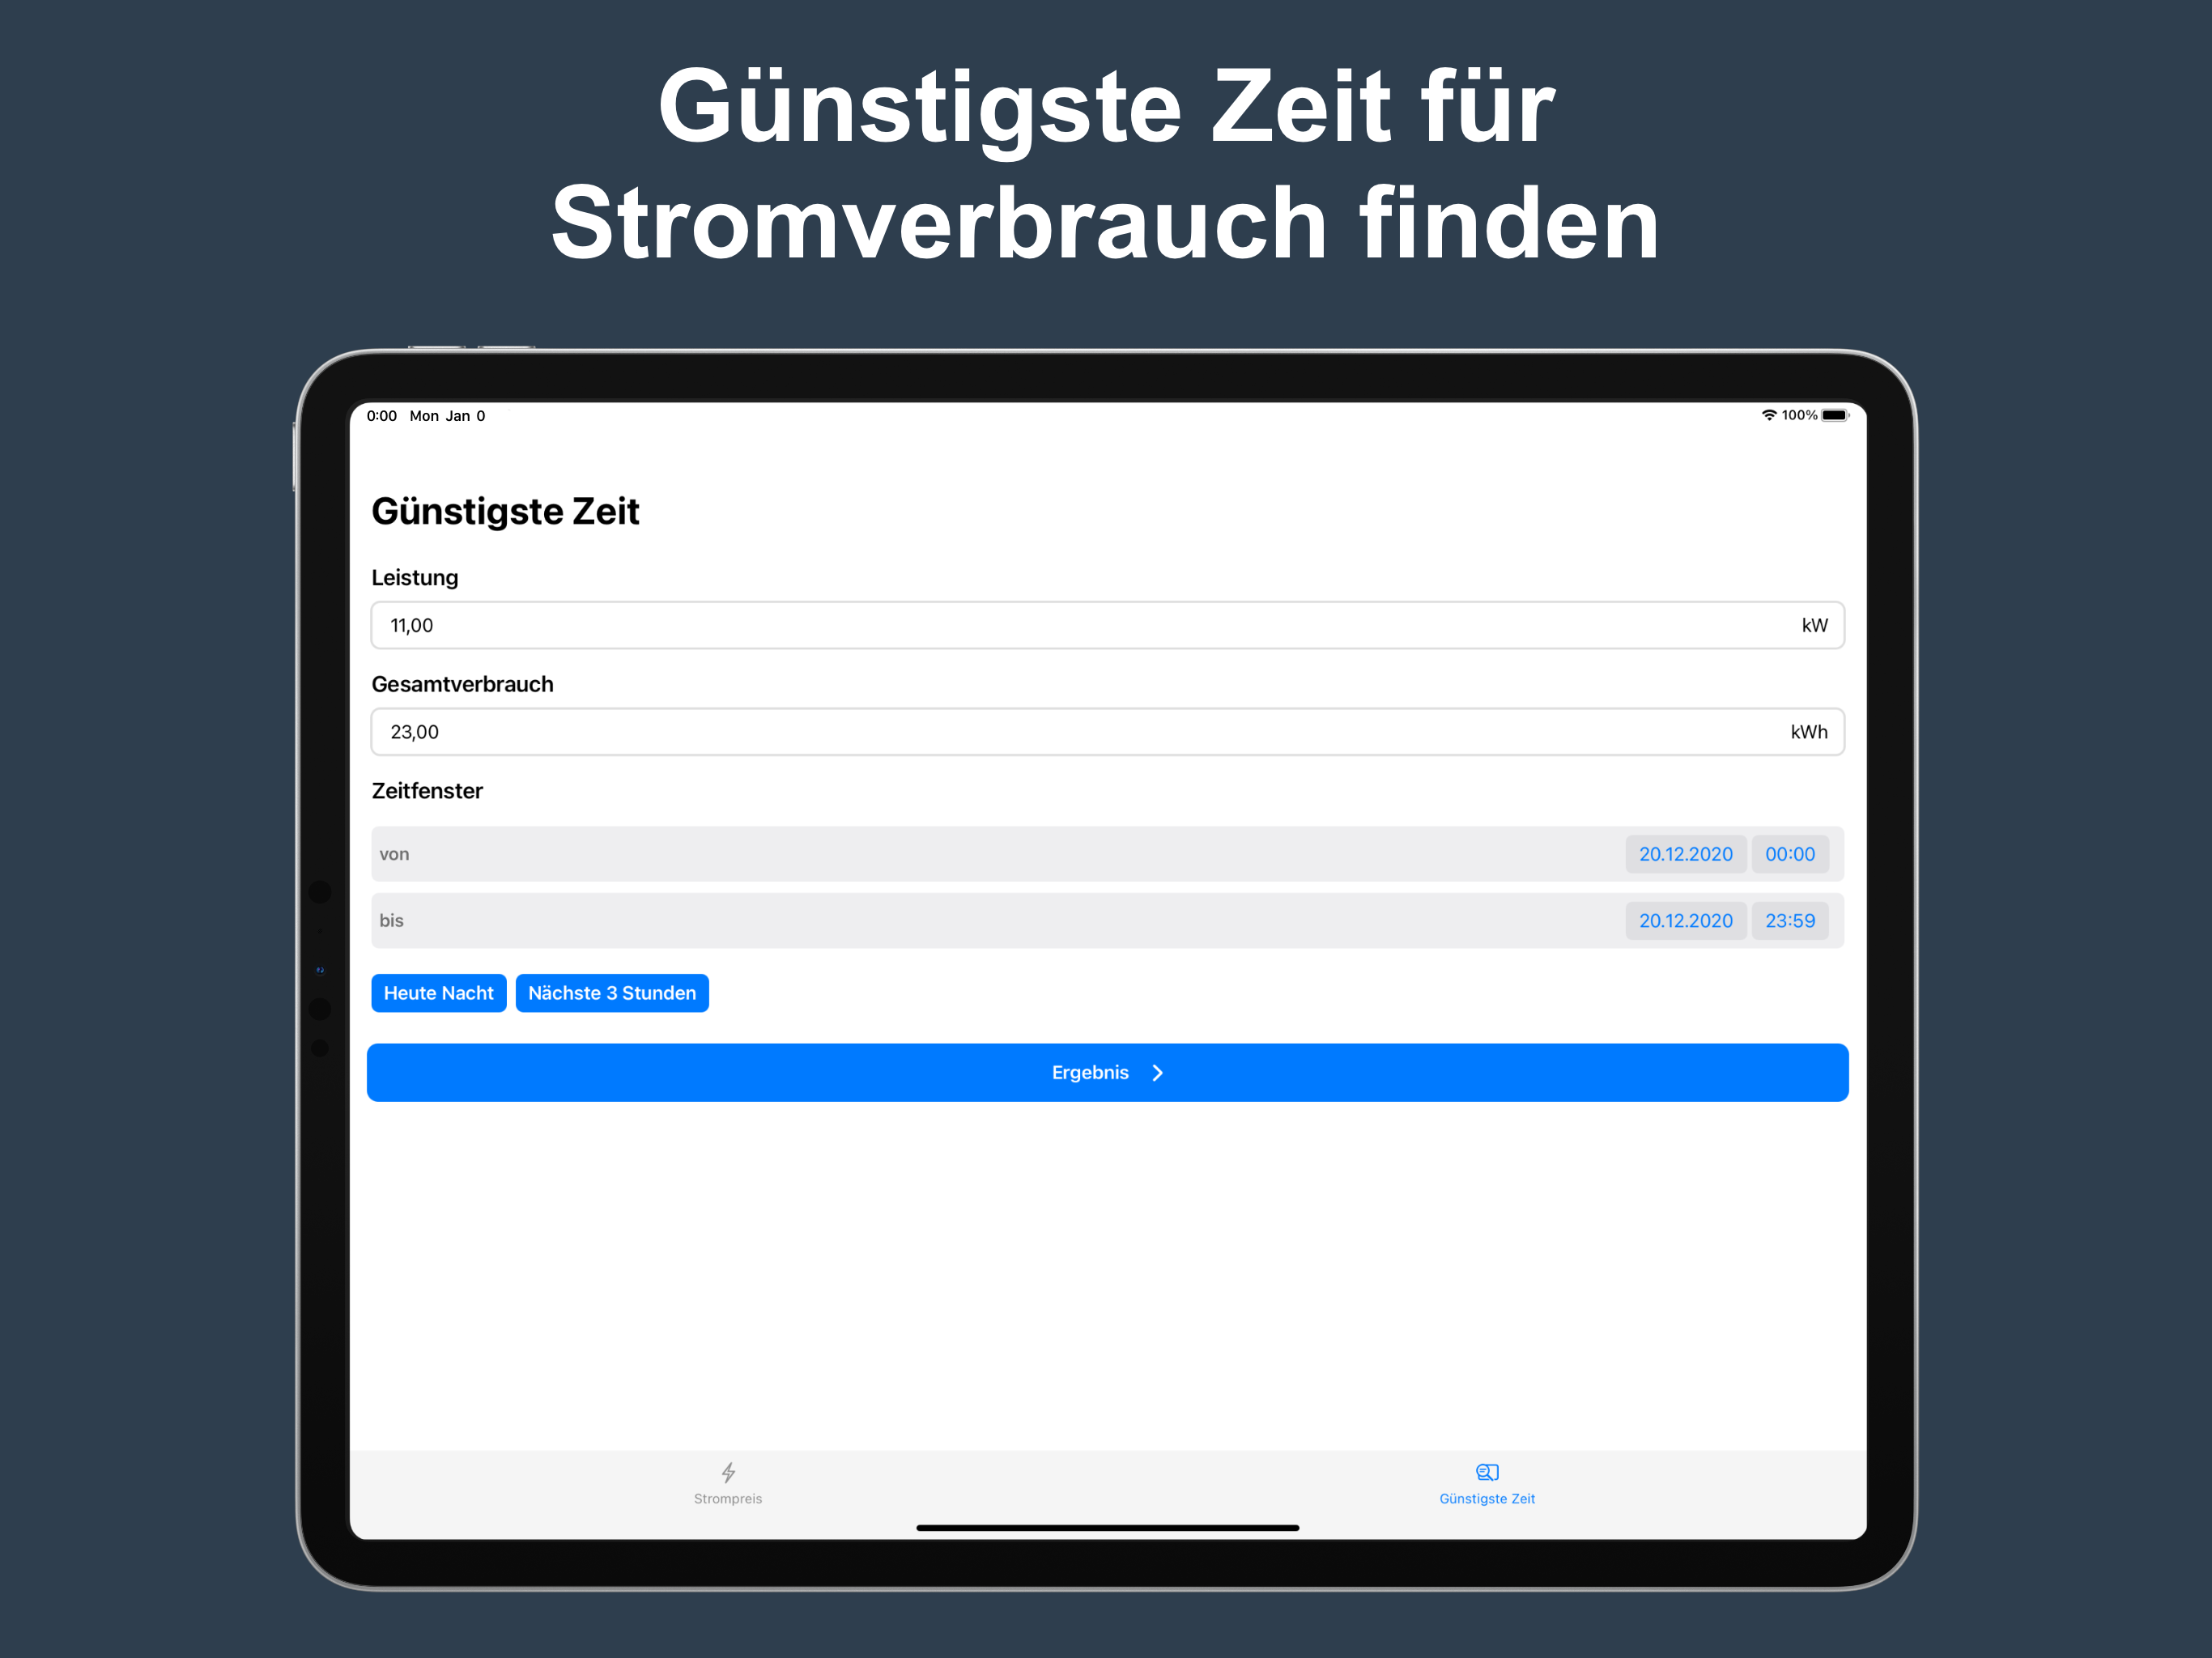 Günstigste Zeit für
Stromverbrauch finden
0:00 Mon Jan 0 100%
Günstigste Zeit
Leistung
11,00 kW
Gesamtverbrauch
23,00 kWh
Zeitfenster
von 20.12.2020 00:00
bis 20.12.2020 23:59
Heute Nacht Nächste 3 Stunden
Ergebnis
Strompreis Günstigste Zeit